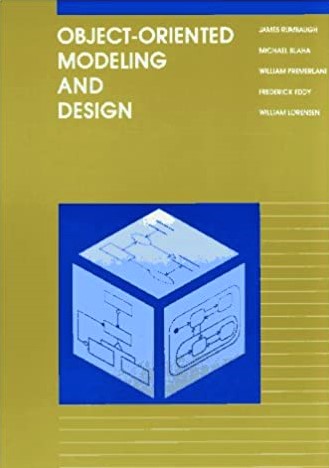 OBJECT-ORIENTED
MODELING
AND
DESIGN
JAMES RUMBAUGH
MICHAEL BLAHA
WILLIAM PREMERLANI
FREDERICK EDDY
WILLIAM LORENSEN